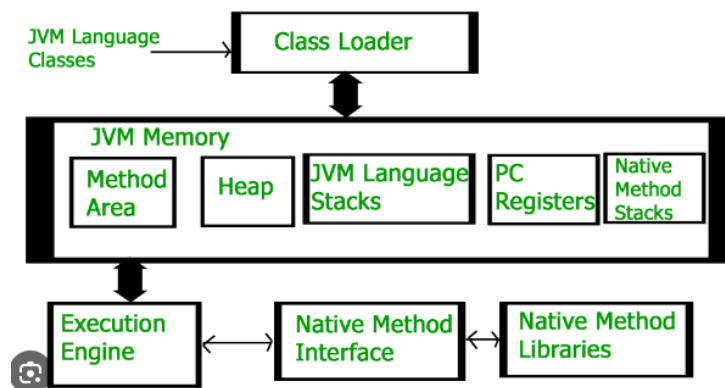 JVM Language
Classes
Class Loader
JVM Memory
Method
Area
Heap
JVM Language
Stacks
PC
Registers
Native
Method
Stacks
Execution
Engine
Native Method
Interface
Native Method
Libraries